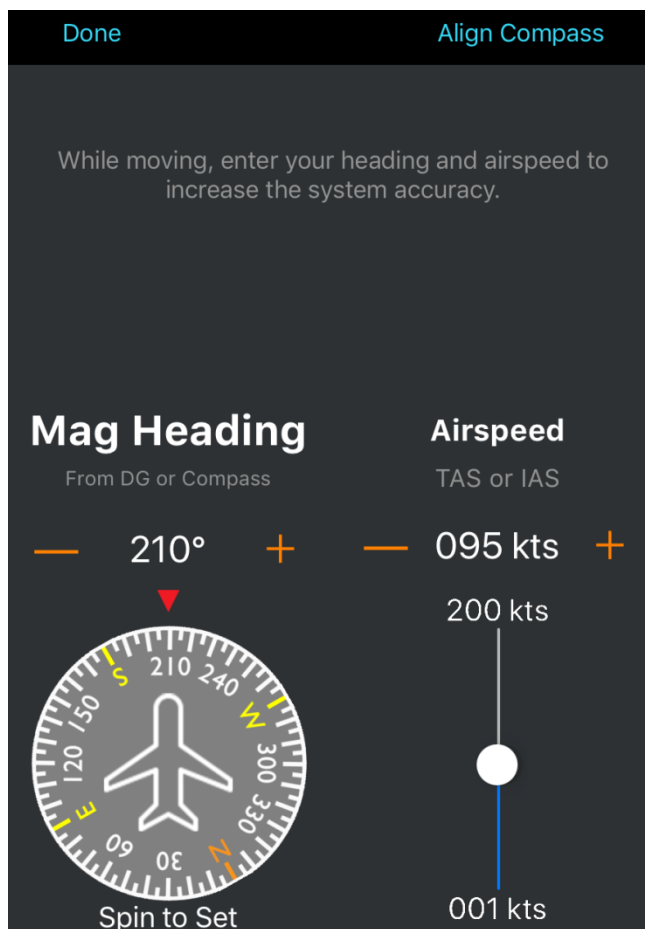 Done
Align Compass
While moving, enter your heading and airspeed to
increase the system accuracy.
Mag Heading
Airspeed
From DG or Compass
TAS or IAS
— 210° +
— 095 kts +
200 kts
210
240
W
300
330
N
30
60
E
120
150
S
001 kts
Spin to Set